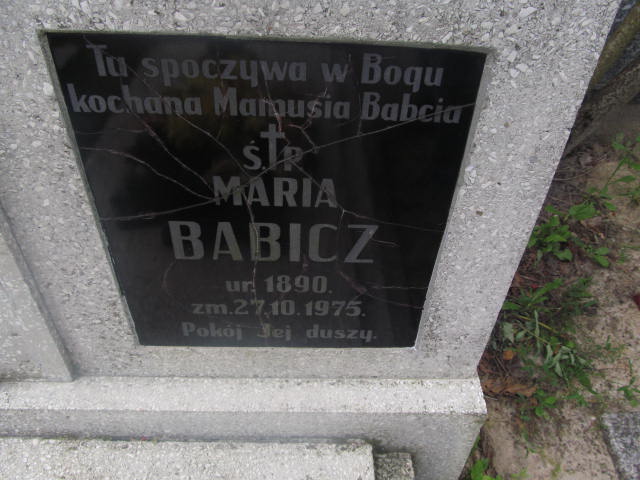 Tu spoczywa w Bogu
kochana Mamusia Babcia
Ś†P
MARIA
BABICZ
ur. 1890.
zm. 27.10.1975.
Pokój Jej duszy.